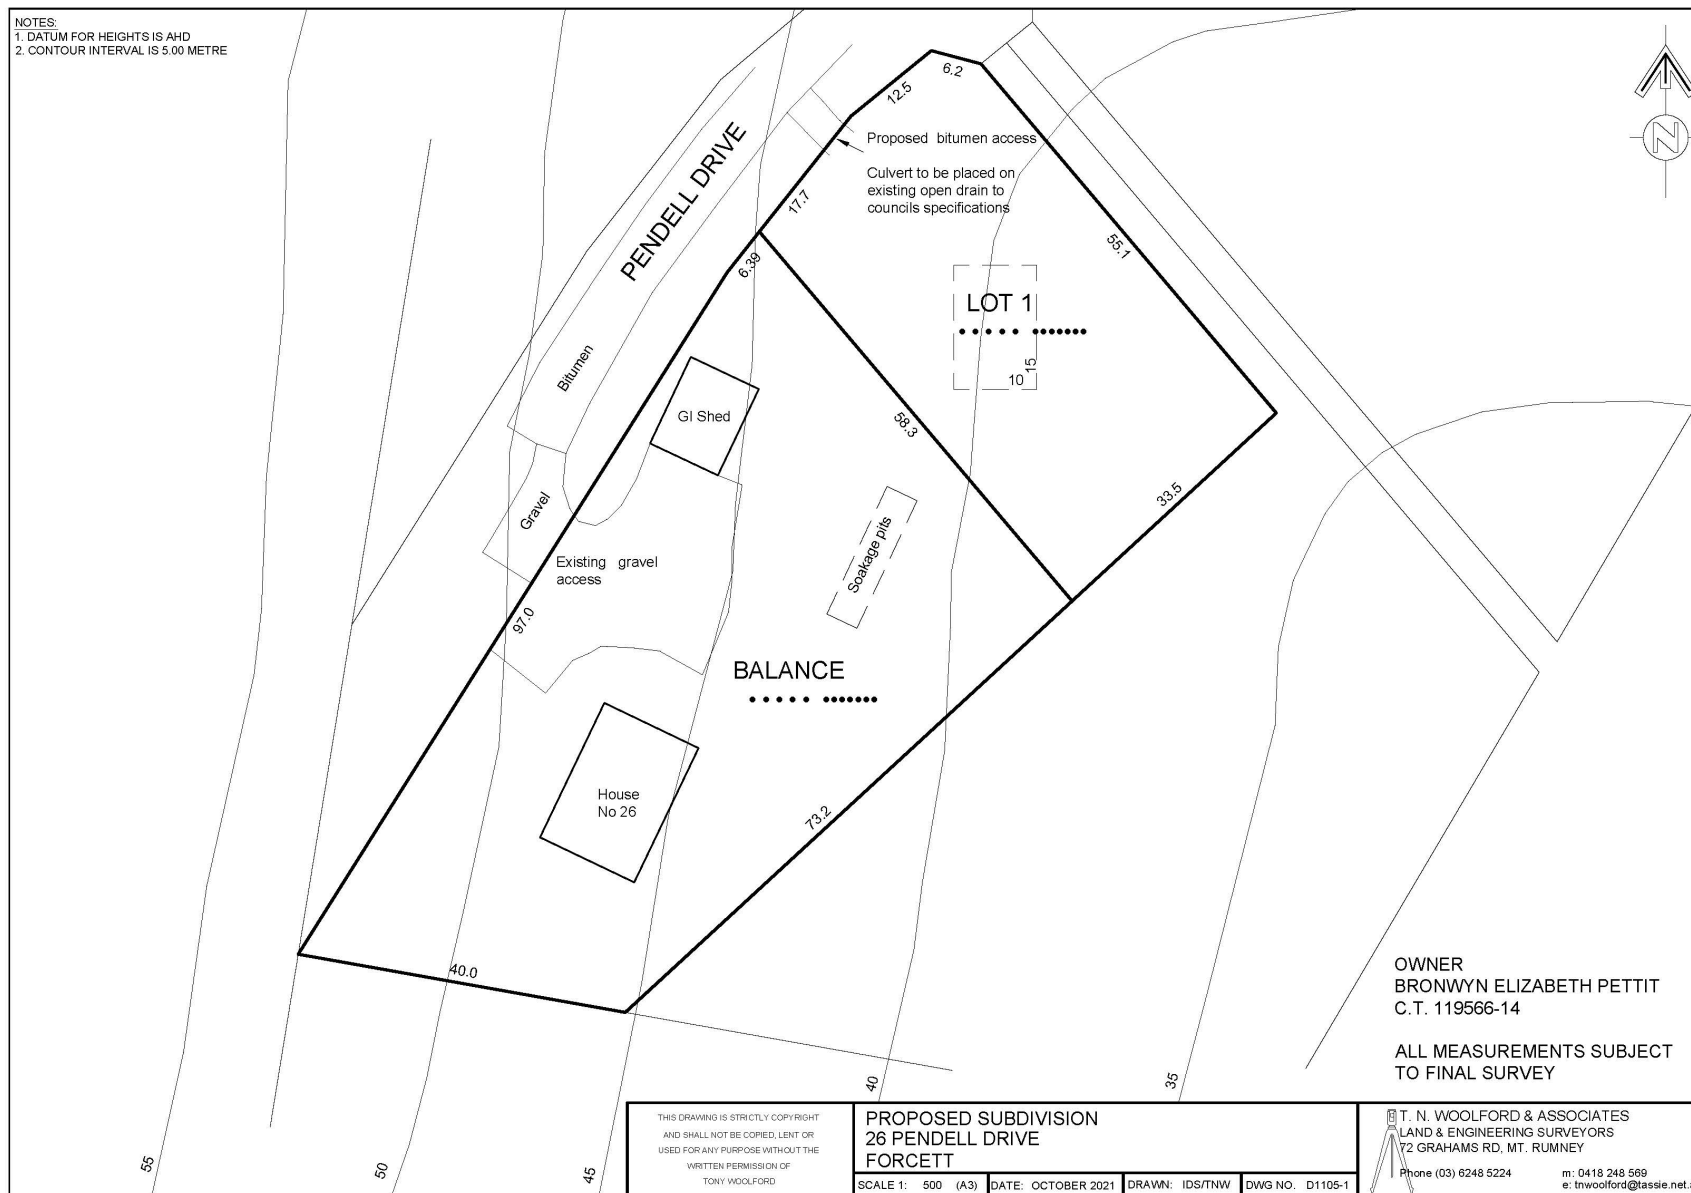 NOTES:
1. DATUM FOR HEIGHTS IS AHD
2. CONTOUR INTERVAL IS 5.00 METRE
N
6.2
12.5
PENDELL DRIVE
Proposed bitumen access
Culvert to be placed on
existing open drain to
councils specifications
17.7
6.39
55.1
LOT 1
15
10
Bitumen
GI Shed
58.3
33.5
Gravel
Soakage pits
Existing gravel
access
97.0
BALANCE
House
No 26
73.2
40.0
OWNER
BRONWYN ELIZABETH PETTIT
C.T. 119566-14
ALL MEASUREMENTS SUBJECT
TO FINAL SURVEY
55
50
45
40
35
THIS DRAWING IS STRICTLY COPYRIGHT
AND SHALL NOT BE COPIED, LENT OR
USED FOR ANY PURPOSE WITHOUT THE
WRITTEN PERMISSION OF
TONY WOOLFORD
PROPOSED SUBDIVISION
26 PENDELL DRIVE
FORCETT
SCALE 1: 500 (A3) DATE: OCTOBER 2021 DRAWN: IDS/TNW DWG NO. D1105-1
T. N. WOOLFORD & ASSOCIATES
LAND & ENGINEERING SURVEYORS
72 GRAHAMS RD, MT. RUMNEY
Phone (03) 6248 5224 m: 0418 248 569
e: tnwoolford@tassie.net.a